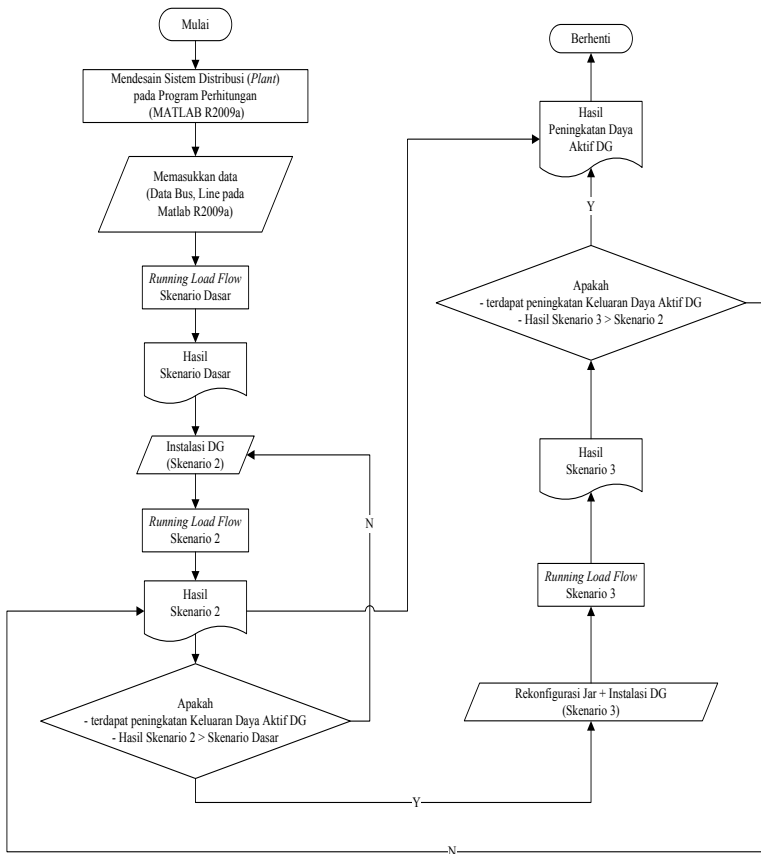 Mulai
Mendesain Sistem Distribusi (Plant)
pada Program Perhitungan
(MATLAB R2009a)
Memasukkan data
(Data Bus, Line pada
Matlab R2009a)
Running Load Flow
Skenario Dasar
Hasil
Skenario Dasar
Instalasi DG
(Skenario 2)
Running Load Flow
Skenario 2
Hasil
Skenario 2
Apakah
- terdapat peningkatan Keluaran Daya Aktif DG
- Hasil Skenario 2 > Skenario Dasar
N
Y
Rekonfigurasi Jar + Instalasi DG
(Skenario 3)
Running Load Flow
Skenario 3
Hasil
Skenario 3
Apakah
- terdapat peningkatan Keluaran Daya Aktif DG
- Hasil Skenario 3 > Skenario 2
N
Y
Hasil
Peningkatan Daya
Aktif DG
Berhenti